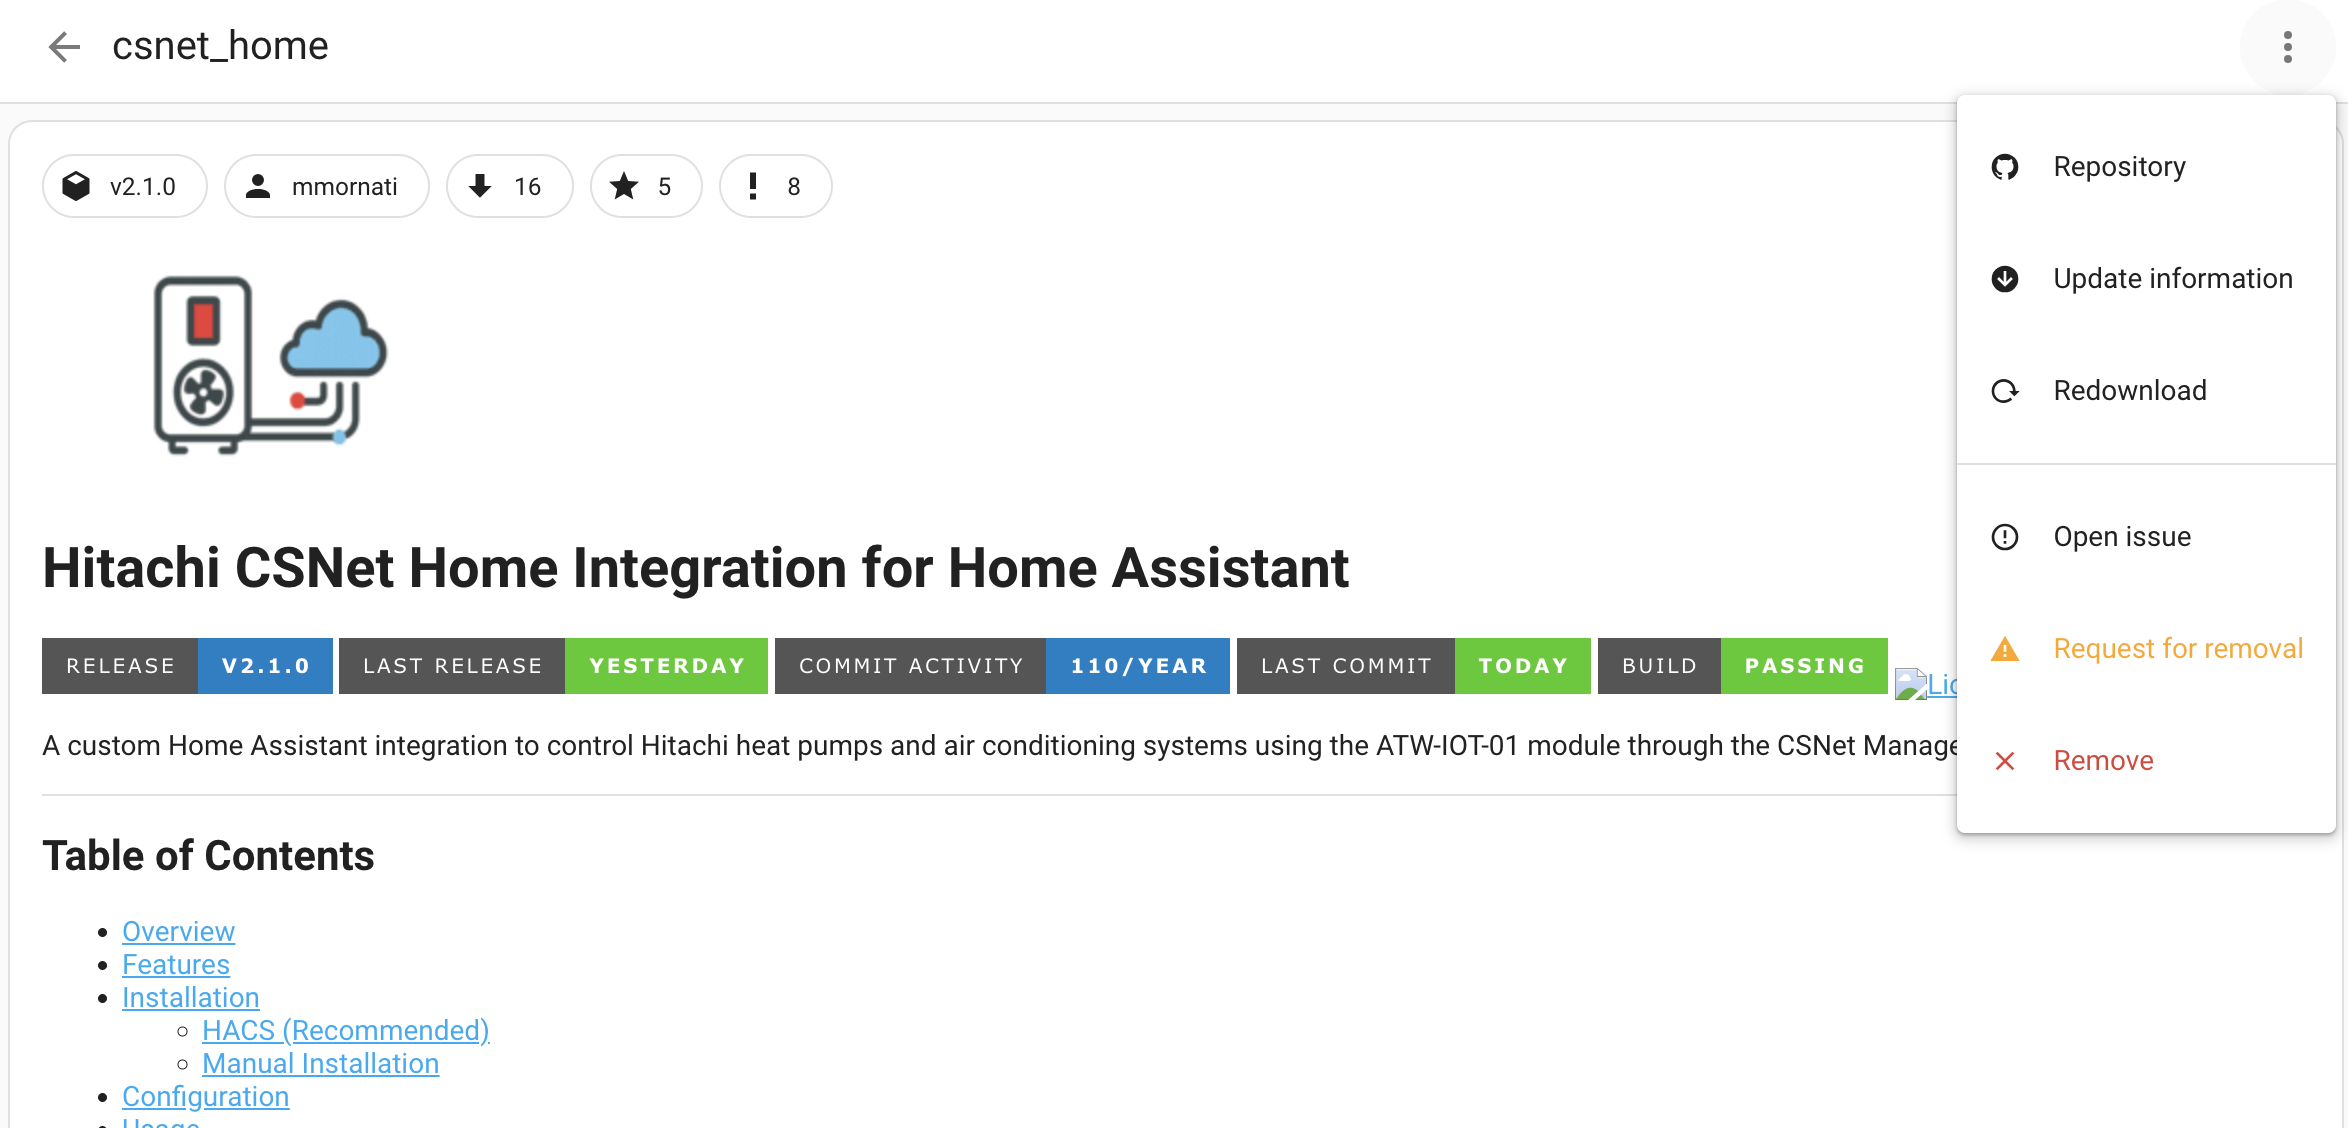 csnet_home
v2.1.0 mmornati 16 5 8
Hitachi CSNet Home Integration for Home Assistant
RELEASE V2.1.0 LAST RELEASE YESTERDAY COMMIT ACTIVITY 110/YEAR LAST COMMIT TODAY BUILD PASSING
A custom Home Assistant integration to control Hitachi heat pumps and air conditioning systems using the ATW-IOT-01 module through the CSNet Manage
Table of Contents
Overview
Features
Installation
HACS (Recommended)
Manual Installation
Configuration
Usage
Repository
Update information
Redownload
Open issue
Request for removal
Remove